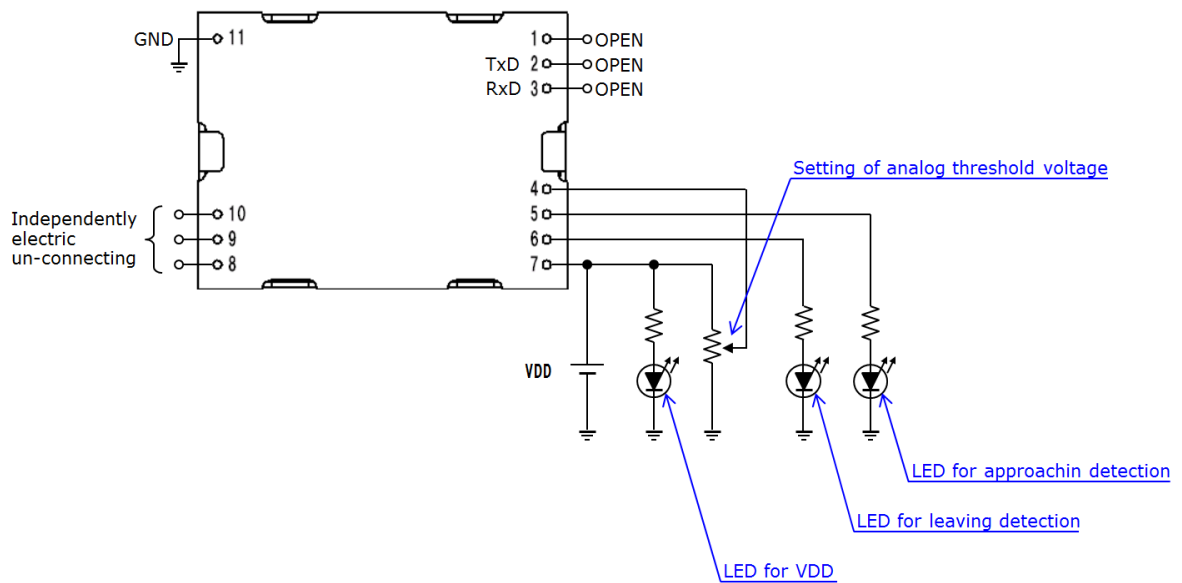 GND
11
1
OPEN
TxD 2
OPEN
RxD 3
OPEN
Setting of analog threshold voltage
4
Independently
electric
un-connecting
10
9
8
5
6
7
VDD
LED for approachin detection
LED for leaving detection
LED for VDD